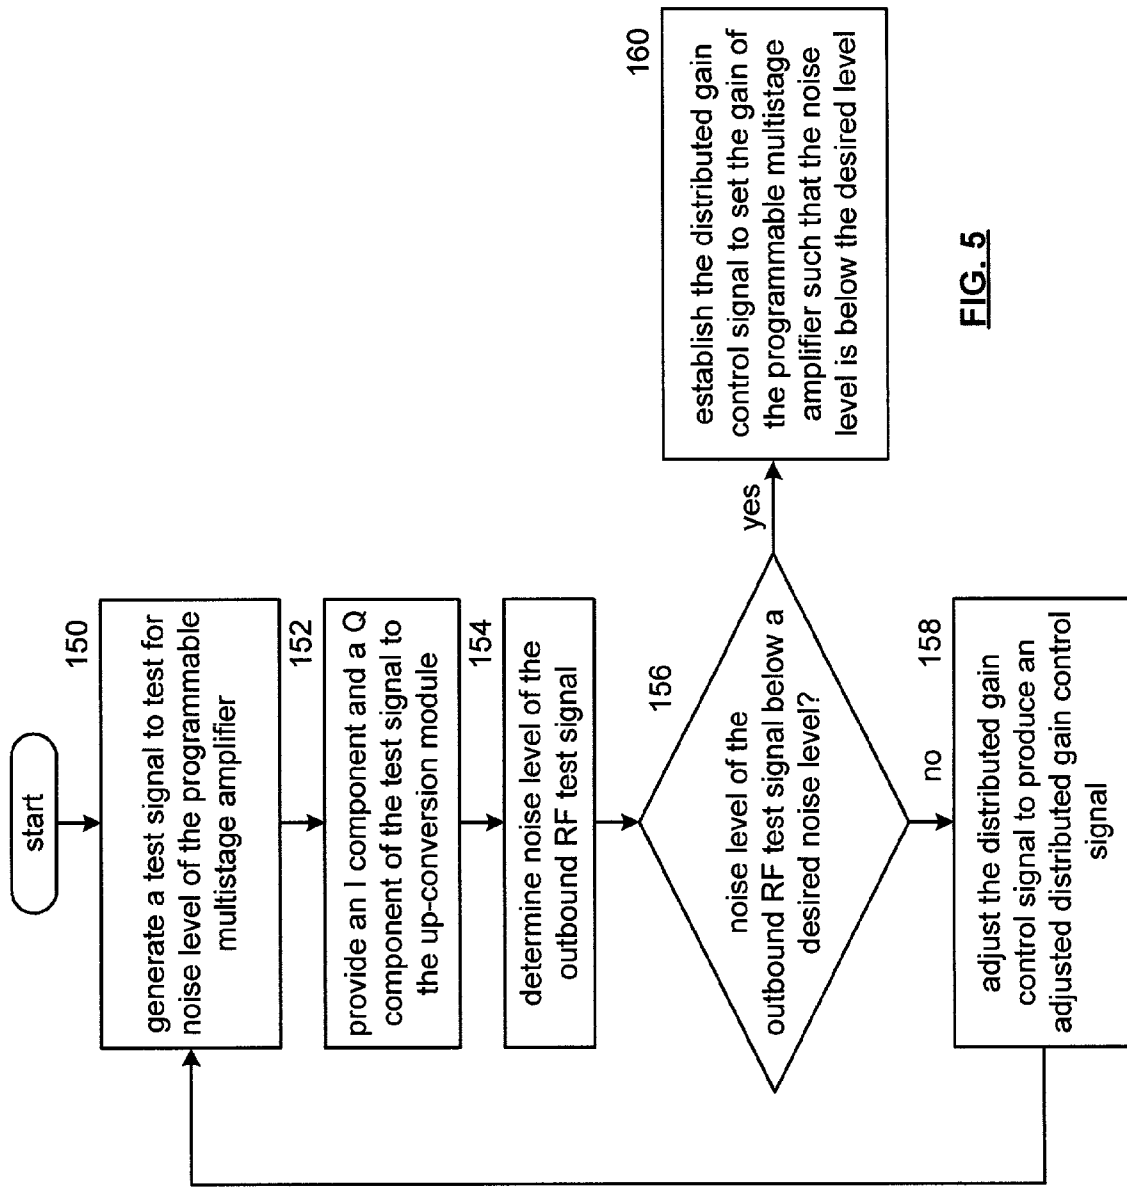 start
150
generate a test signal to test for
noise level of the programmable
multistage amplifier
152
provide an I component and a Q
component of the test signal to
the up-conversion module
154
determine noise level of the
outbound RF test signal
156
noise level of the
outbound RF test signal below a
desired noise level?
yes
160
establish the distributed gain
control signal to set the gain of
the programmable multistage
amplifier such that the noise
level is below the desired level
no
158
adjust the distributed gain
control signal to produce an
adjusted distributed gain control
signal
FIG. 5